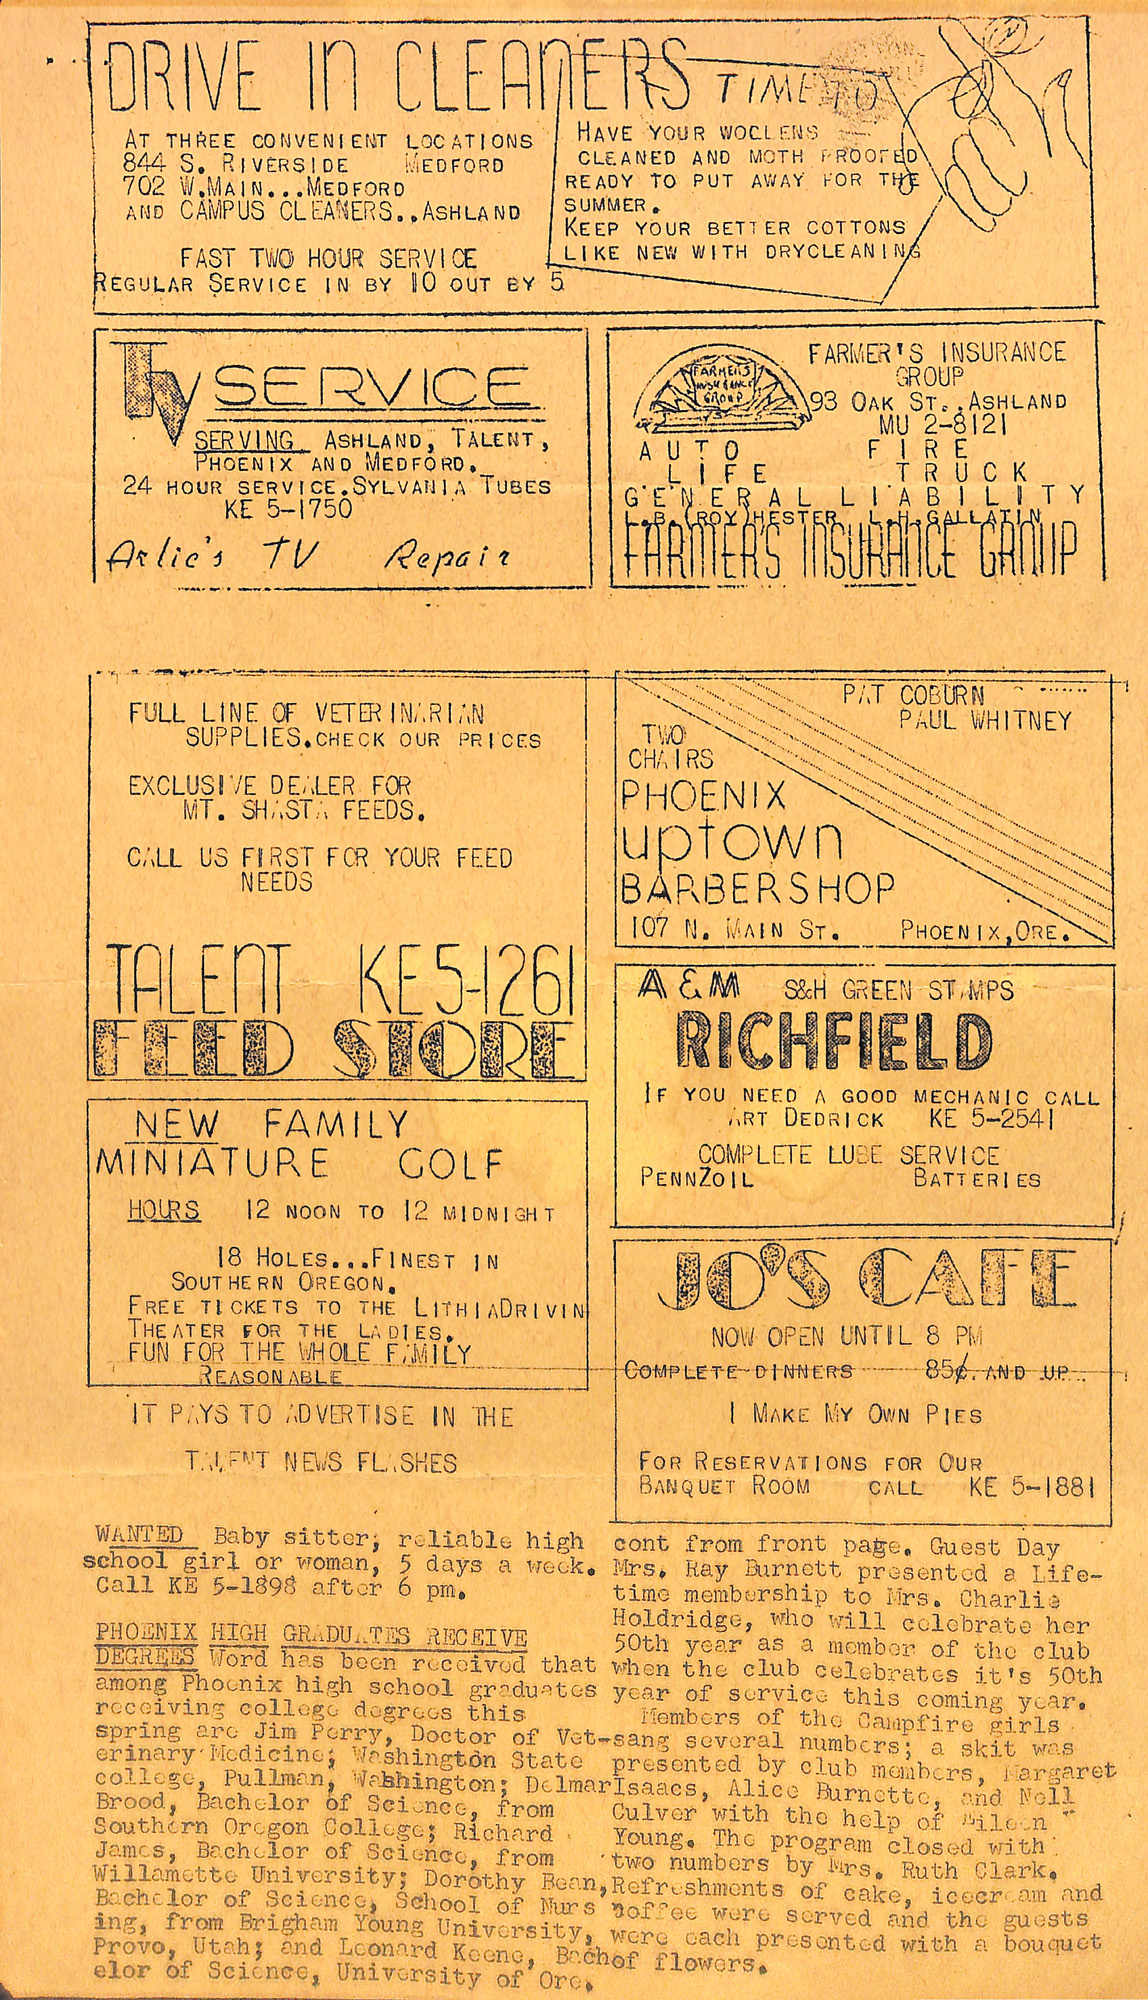 DRIVE IN CLEANERS
AT THREE CONVENIENT LOCATIONS
844 S. RIVERSIDE MEDFORD
702 W.MAIN...MEDFORD
AND CAMPUS CLEANERS..ASHLAND
FAST TWO HOUR SERVICE
REGULAR SERVICE IN BY 10 OUT BY 5
TIME TO
HAVE YOUR WOOLENS
CLEANED AND MOTH PROOFED
READY TO PUT AWAY FOR THE
SUMMER.
KEEP YOUR BETTER COTTONS
LIKE NEW WITH DRYCLEANING
TV SERVICE
SERVING ASHLAND, TALENT,
PHOENIX AND MEDFORD.
24 HOUR SERVICE.SYLVANIA TUBES
KE 5-1750
Arlie's TV Repair
FARMERS
INSURANCE
GROUP
FARMER'S INSURANCE
GROUP
93 OAK ST..ASHLAND
MU 2-8121
AUTO FIRE
LIFE TRUCK
GENERAL LIABILITY
L.B.(ROY)HESTER L.H.GALLATIN
FARMER'S INSURANCE GROUP
FULL LINE OF VETERINARIAN
SUPPLIES.CHECK OUR PRICES
EXCLUSIVE DEALER FOR
MT. SHASTA FEEDS.
CALL US FIRST FOR YOUR FEED
NEEDS
TALENT KE5-1261
FEED STORE
PAT COBURN
PAUL WHITNEY
TWO
CHAIRS
PHOENIX
uptown
BARBERSHOP
107 N. MAIN ST. PHOENIX,ORE.
A & M S&H GREEN STAMPS
RICHFIELD
IF YOU NEED A GOOD MECHANIC CALL
ART DEDRICK KE 5-2541
COMPLETE LUBE SERVICE
PENNZOIL BATTERIES
NEW FAMILY
MINIATURE GOLF
HOURS 12 NOON TO 12 MIDNIGHT
18 HOLES...FINEST IN
SOUTHERN OREGON.
FREE TICKETS TO THE LITHIADRIVIN
THEATER FOR THE LADIES.
FUN FOR THE WHOLE FAMILY
REASONABLE
JO'S CAFE
NOW OPEN UNTIL 8 PM
COMPLETE DINNERS 85¢ AND UP
I MAKE MY OWN PIES
FOR RESERVATIONS FOR OUR
BANQUET ROOM CALL KE 5-1881
IT PAYS TO ADVERTISE IN THE
TALENT NEWS FLASHES
WANTED Baby sitter; reliable high
school girl or woman, 5 days a week.
Call KE 5-1898 after 6 pm.
PHOENIX HIGH GRADUATES RECEIVE
DEGREES Word has been received that
among Phoenix high school graduates
receiving college degrees this
spring are Jim Perry, Doctor of Vet-
erinary Medicine; Washington State
college, Pullman, Washington; Delmar
Brood, Bachelor of Science, from
Southern Oregon College; Richard
James, Bachelor of Science, from
Willamette University; Dorothy Bean,
Bachelor of Science, School of Nurs
ing, from Brigham Young University,
Provo, Utah; and Leonard Keene, Bach
elor of Science, University of Ore.
cont from front page. Guest Day
Mrs. Ray Burnett presented a Life-
time membership to Mrs. Charlie
Holdridge, who will celebrate her
50th year as a member of the club
when the club celebrates it's 50th
year of service this coming year.
Members of the Campfire girls
sang several numbers; a skit was
presented by club members, Margaret
Isaacs, Alice Burnette, and Nell
Culver with the help of Eileen
Young. The program closed with
two numbers by Mrs. Ruth Clark.
Refreshments of cake, icecream and
coffee were served and the guests
were each presented with a bouquet
of flowers.